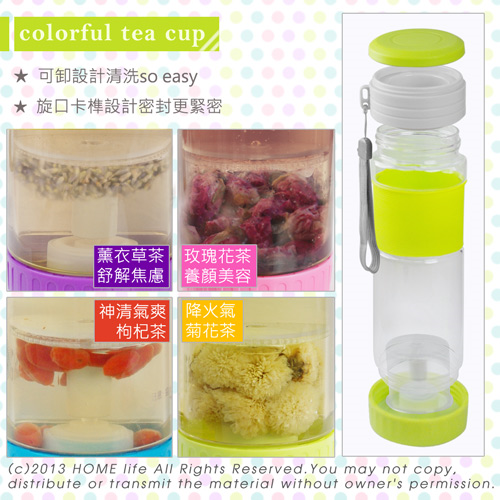 colorful tea cup
★ 可卸設計清洗so easy
★ 旋口卡榫設計密封更緊密
薰衣草茶
舒解焦慮
玫瑰花茶
養顏美容
神清氣爽
枸杞茶
降火氣
菊花茶
(c)2013 HOME life All Rights Reserved.You may not copy,
distribute or transmit the material without owner's permission.